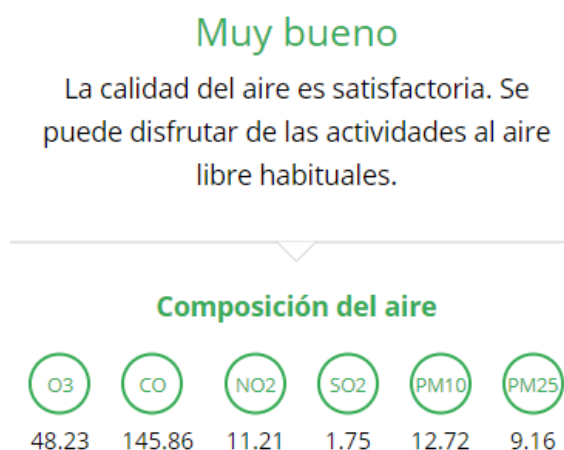 Muy bueno
La calidad del aire es satisfactoria. Se
puede disfrutar de las actividades al aire
libre habituales.
Composición del aire
O3 CO NO2 SO2 PM10 PM25
48.23 145.86 11.21 1.75 12.72 9.16